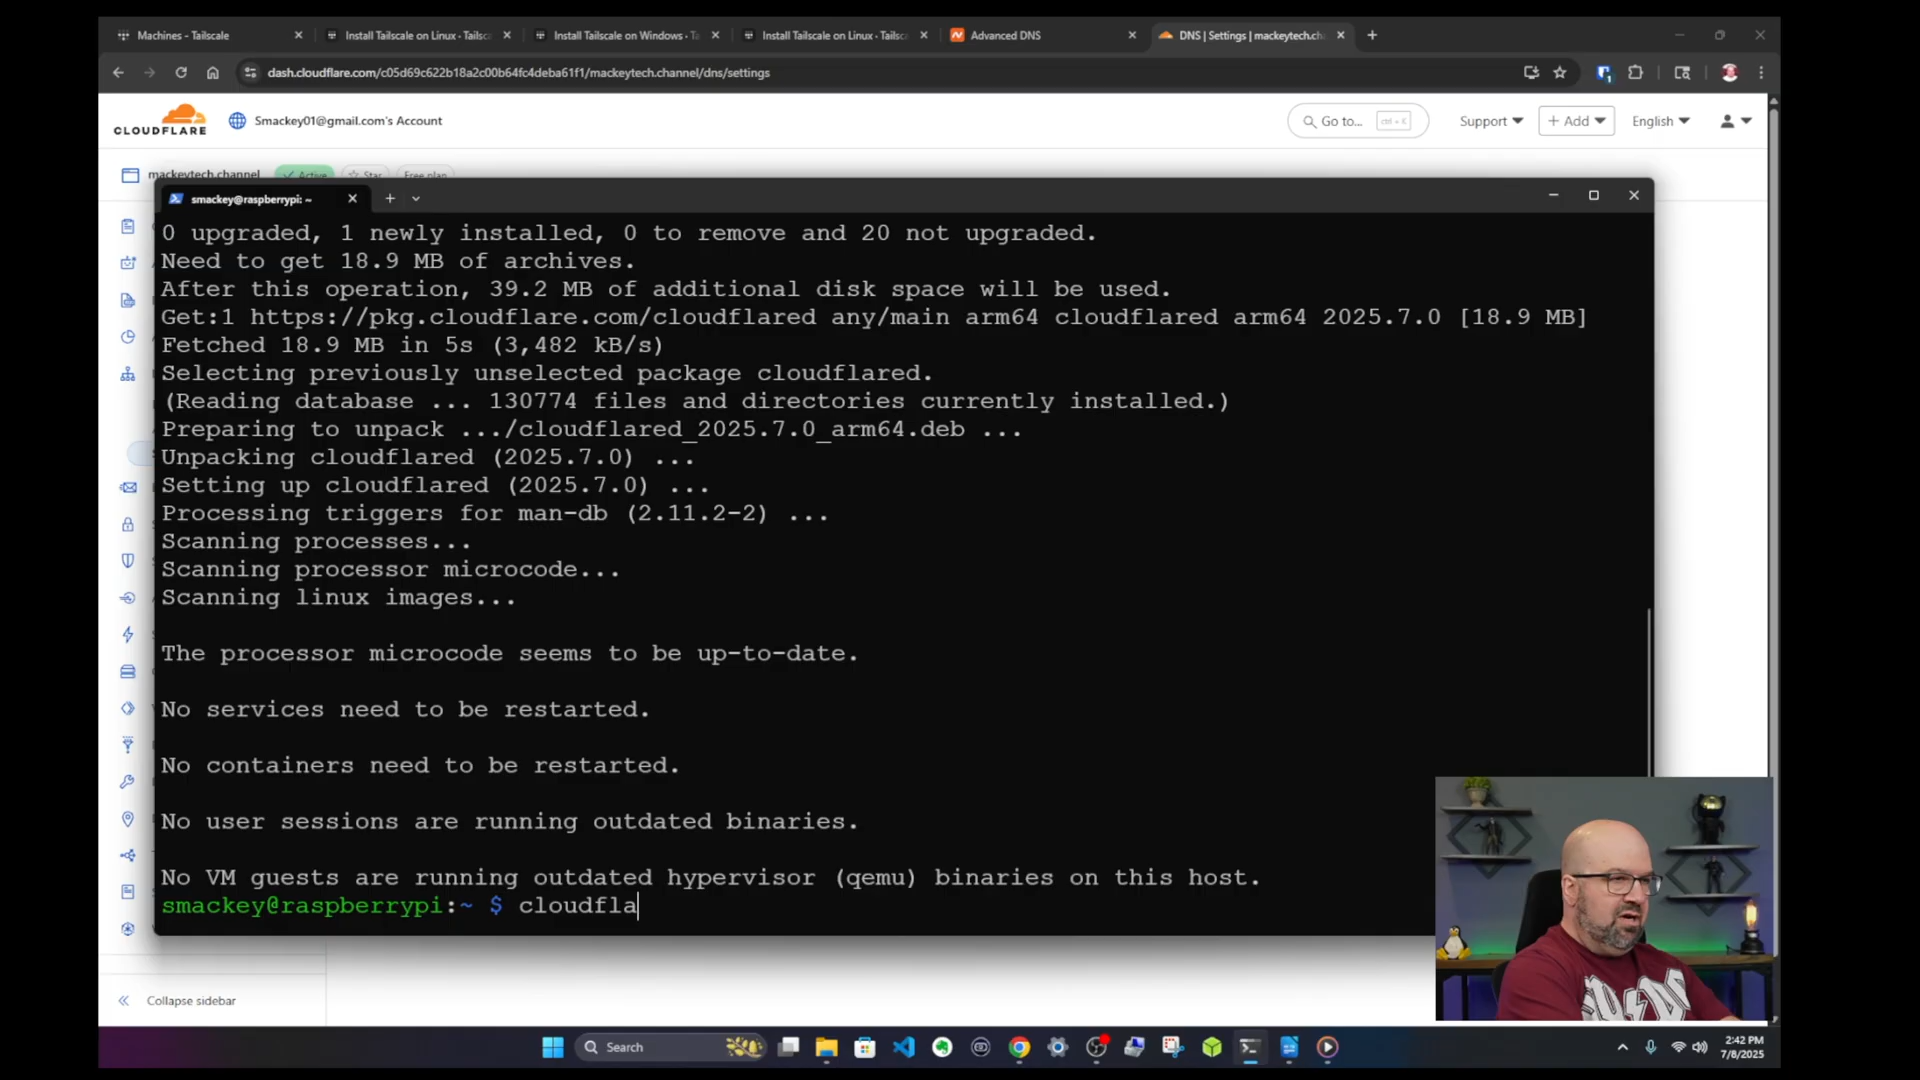 Machines - Tailscale
Install Tailscale on Linux · Tailsc
Install Tailscale on Windows · T
Install Tailscale on Linux · Tailsc
Advanced DNS
DNS | Settings | mackeytech.ch
dash.cloudflare.com/c05d69c622b18a2c00b64fc4deba61f1/mackeytech.channel/dns/settings
CLOUDFLARE
Smackey01@gmail.com's Account
Go to...
ctrl + K
Support
+ Add
English
mackeytech.channel
Active
Star
Free plan
smackey@raspberrypi: ~
0 upgraded, 1 newly installed, 0 to remove and 20 not upgraded.
Need to get 18.9 MB of archives.
After this operation, 39.2 MB of additional disk space will be used.
Get:1 https://pkg.cloudflare.com/cloudflared any/main arm64 cloudflared arm64 2025.7.0 [18.9 MB]
Fetched 18.9 MB in 5s (3,482 kB/s)
Selecting previously unselected package cloudflared.
(Reading database ... 130774 files and directories currently installed.)
Preparing to unpack .../cloudflared_2025.7.0_arm64.deb ...
Unpacking cloudflared (2025.7.0) ...
Setting up cloudflared (2025.7.0) ...
Processing triggers for man-db (2.11.2-2) ...
Scanning processes...
Scanning processor microcode...
Scanning linux images...
The processor microcode seems to be up-to-date.
No services need to be restarted.
No containers need to be restarted.
No user sessions are running outdated binaries.
No VM guests are running outdated hypervisor (qemu) binaries on this host.
smackey@raspberrypi:~ $ cloudfla
Collapse sidebar
Search
2:42 PM
7/8/2025